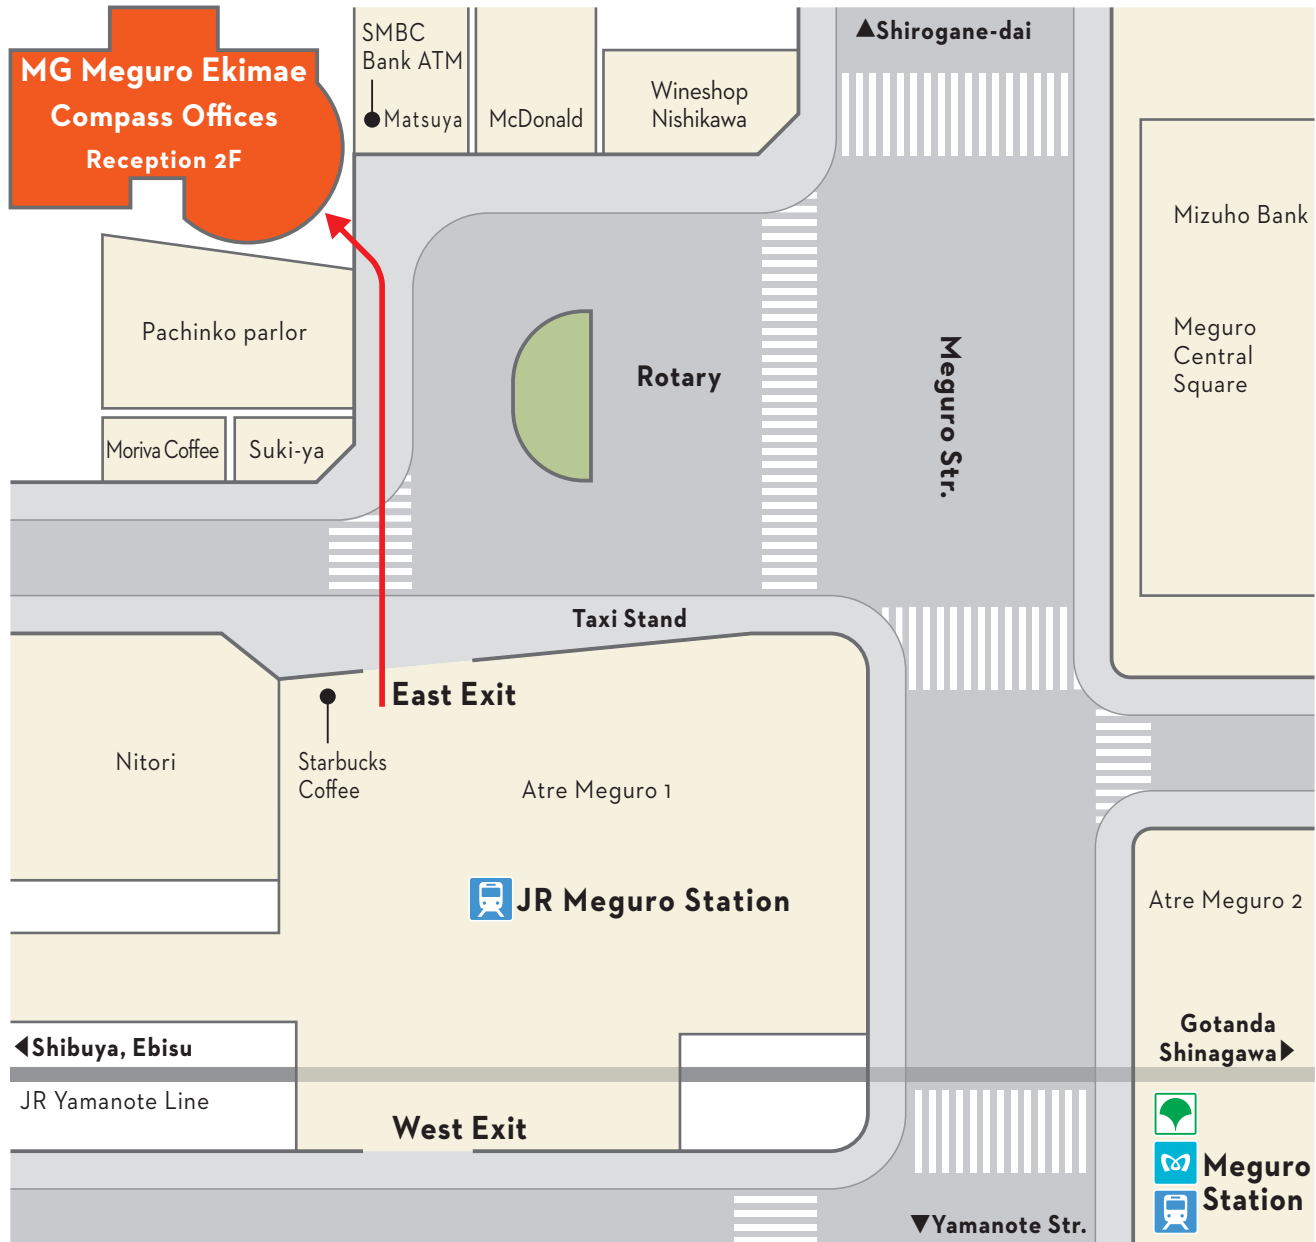 MG Meguro Ekimae
Compass Offices
Reception 2F
SMBC
Bank ATM
Matsuya
McDonald
Wineshop
Nishikawa
▲Shirogane-dai
Mizuho Bank
Meguro
Central
Square
Pachinko parlor
Rotary
Meguro Str.
Moriva Coffee
Suki-ya
Taxi Stand
East Exit
Nitori
Starbucks
Coffee
Atre Meguro 1
JR Meguro Station
Atre Meguro 2
◀Shibuya, Ebisu
JR Yamanote Line
Gotanda
Shinagawa▶
West Exit
Meguro
Station
▼Yamanote Str.